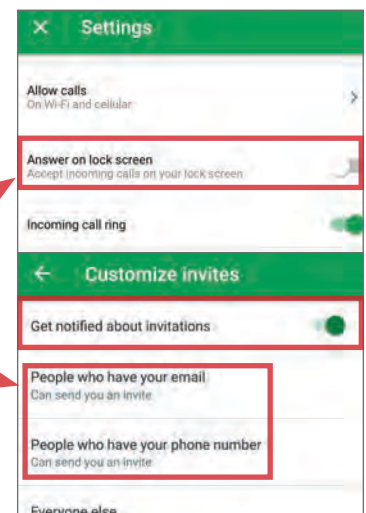 × Settings
Allow calls
On Wi-Fi and cellular
Answer on lock screen
Accept incoming calls on your lock screen
Incoming call ring
← Customize invites
Get notified about invitations
People who have your email
Can send you an invite
People who have your phone number
Can send you an invite
Everyone else